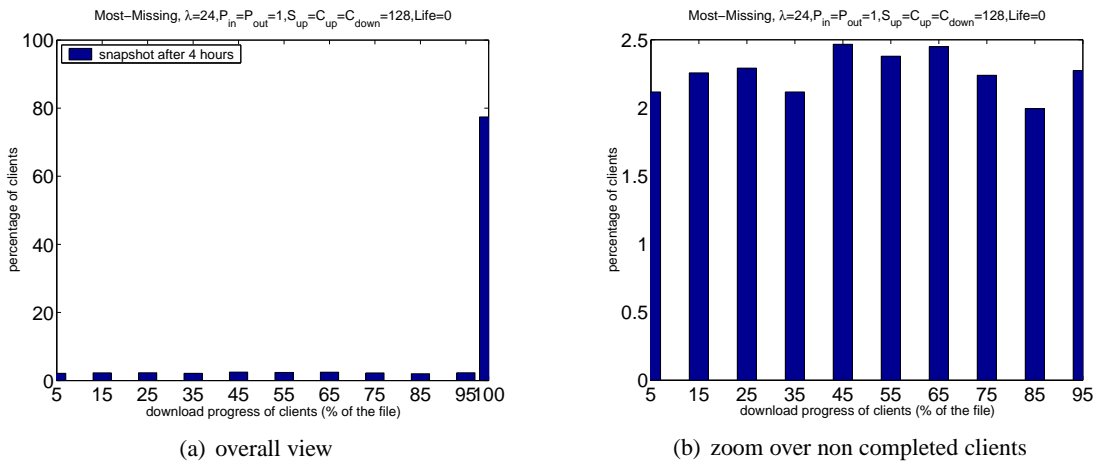 Most-Missing, λ=24,P_in=P_out=1,S_up=C_up=C_down=128,Life=0
100
80
60
40
20
0
percentage of clients
snapshot after 4 hours
5 15 25 35 45 55 65 75 85 95 100
download progress of clients (% of the file)
(a) overall view
Most-Missing, λ=24,P_in=P_out=1,S_up=C_up=C_down=128,Life=0
2.5
2
1.5
1
0.5
0
percentage of clients
5 15 25 35 45 55 65 75 85 95
download progress of clients (% of the file)
(b) zoom over non completed clients